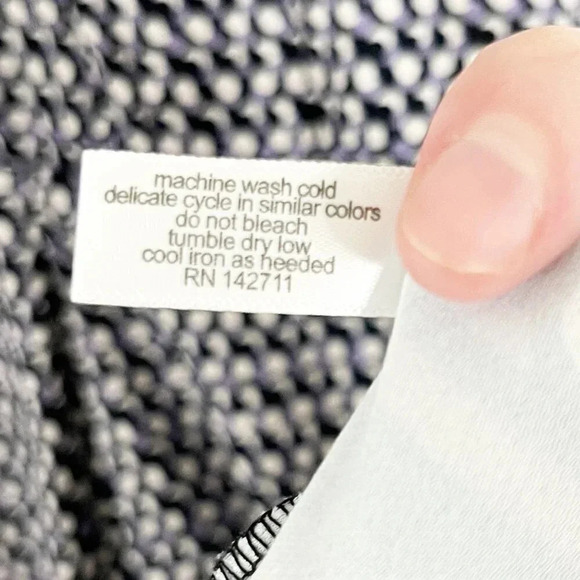 machine wash cold
delicate cycle in similar colors
do not bleach
tumble dry low
cool iron as needed
RN 142711